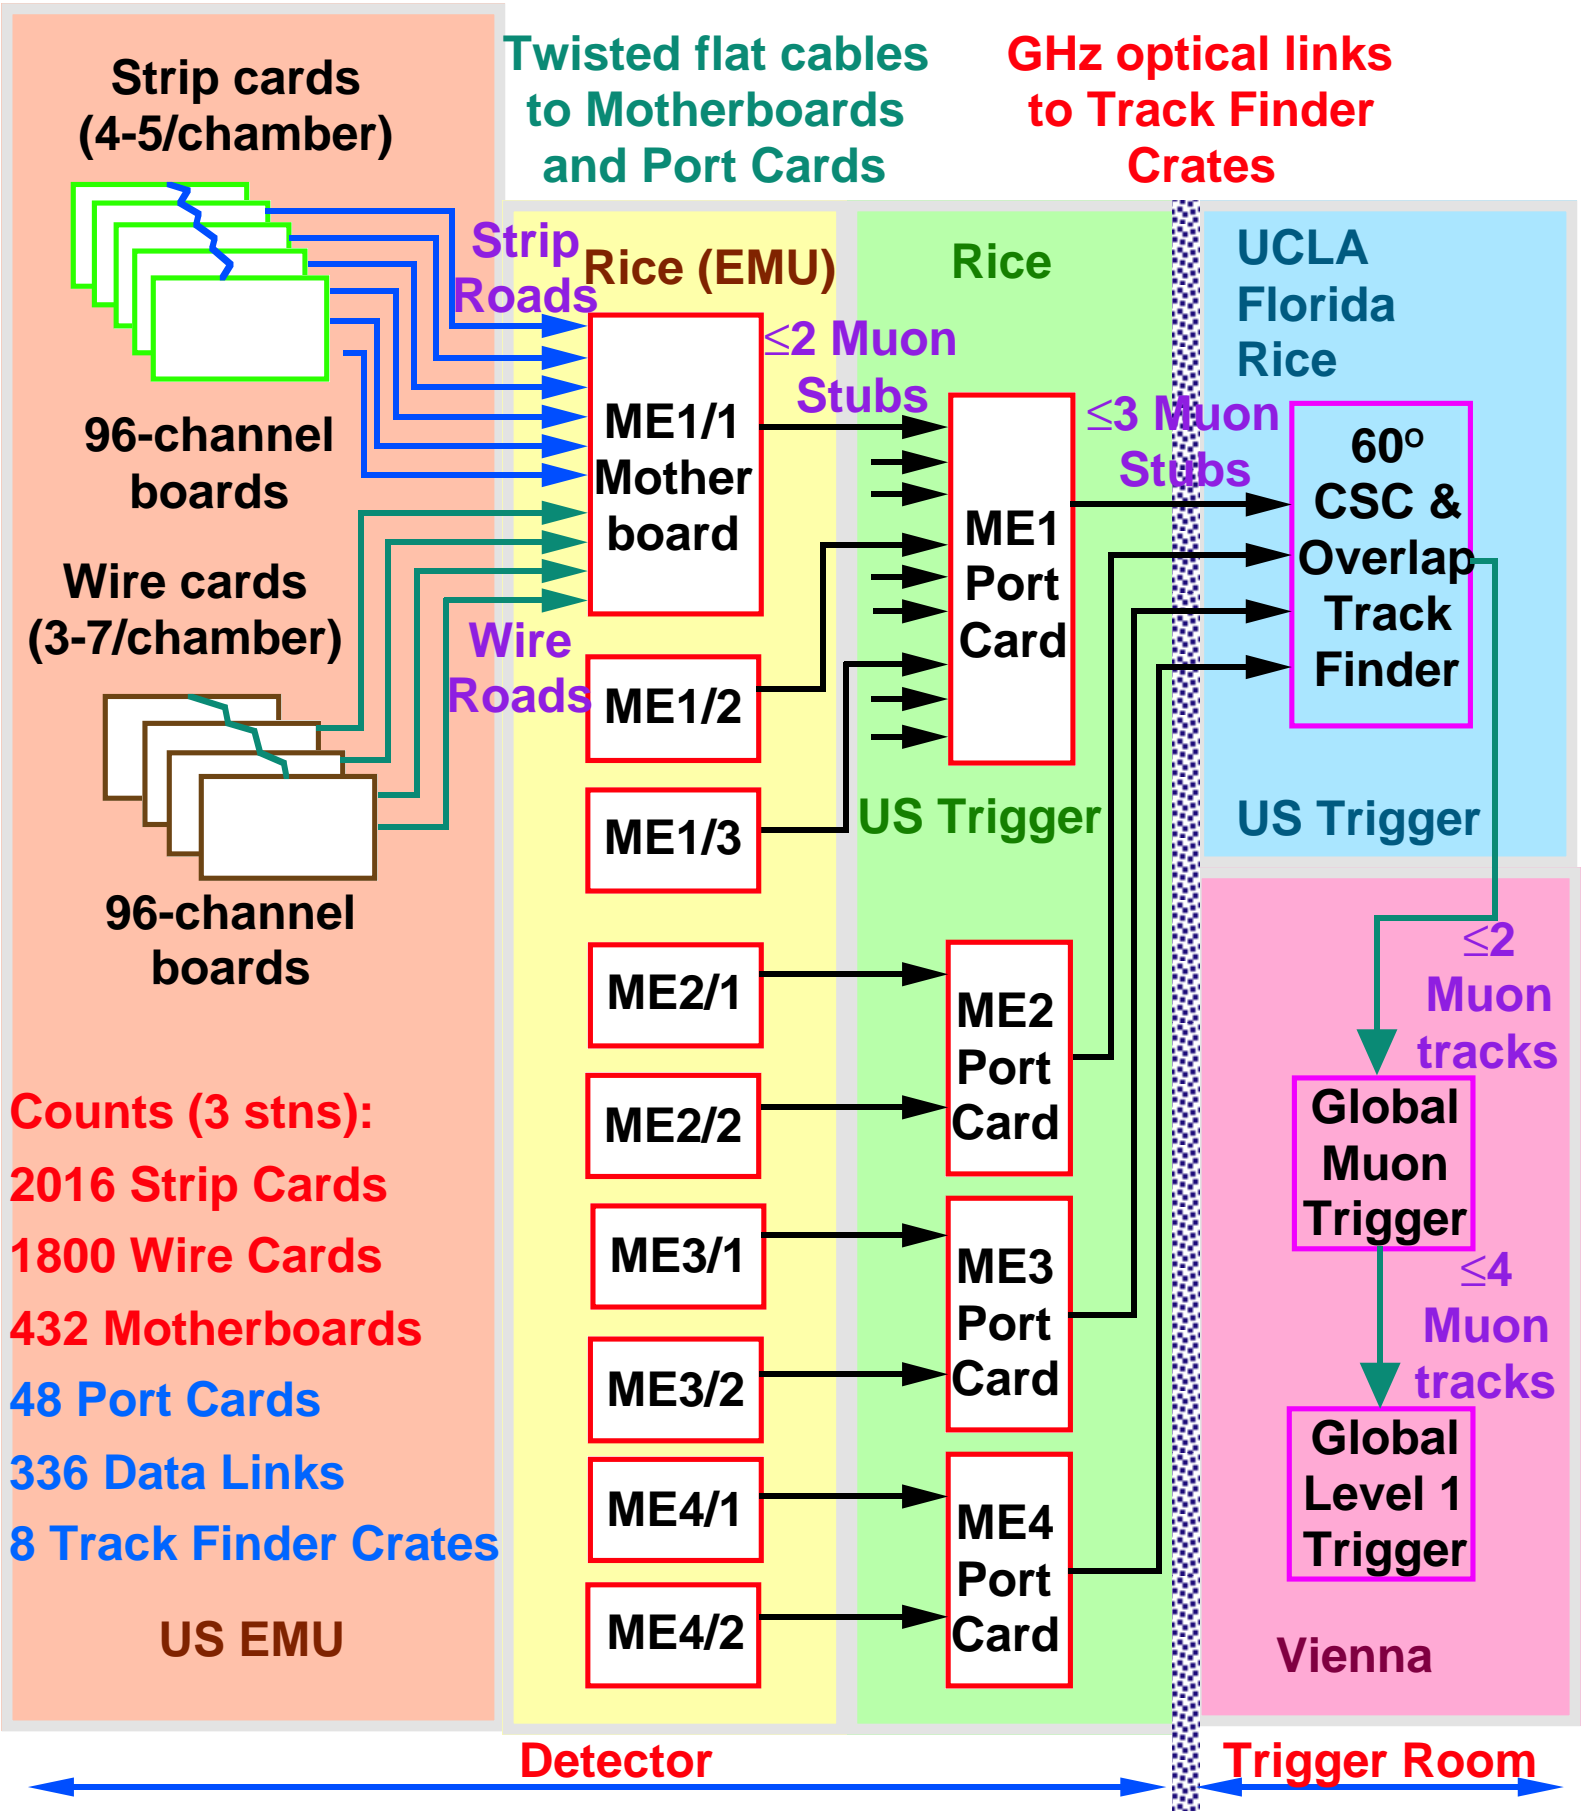 Strip cards
(4-5/chamber)
96-channel
boards
Wire cards
(3-7/chamber)
96-channel
boards
Counts (3 stns):
2016 Strip Cards
1800 Wire Cards
432 Motherboards
48 Port Cards
336 Data Links
8 Track Finder Crates
US EMU
Twisted flat cables
to Motherboards
and Port Cards
Strip
Roads
Wire
Roads
Rice (EMU)
ME1/1
Mother
board
ME1/2
ME1/3
ME2/1
ME2/2
ME3/1
ME3/2
ME4/1
ME4/2
≤2 Muon
Stubs
Rice
ME1
Port
Card
US Trigger
ME2
Port
Card
ME3
Port
Card
ME4
Port
Card
GHz optical links
to Track Finder
Crates
≤3 Muon
Stubs
UCLA
Florida
Rice
60º
CSC &
Overlap
Track
Finder
US Trigger
≤2
Muon
tracks
Global
Muon
Trigger
≤4
Muon
tracks
Global
Level 1
Trigger
Vienna
Detector
Trigger Room